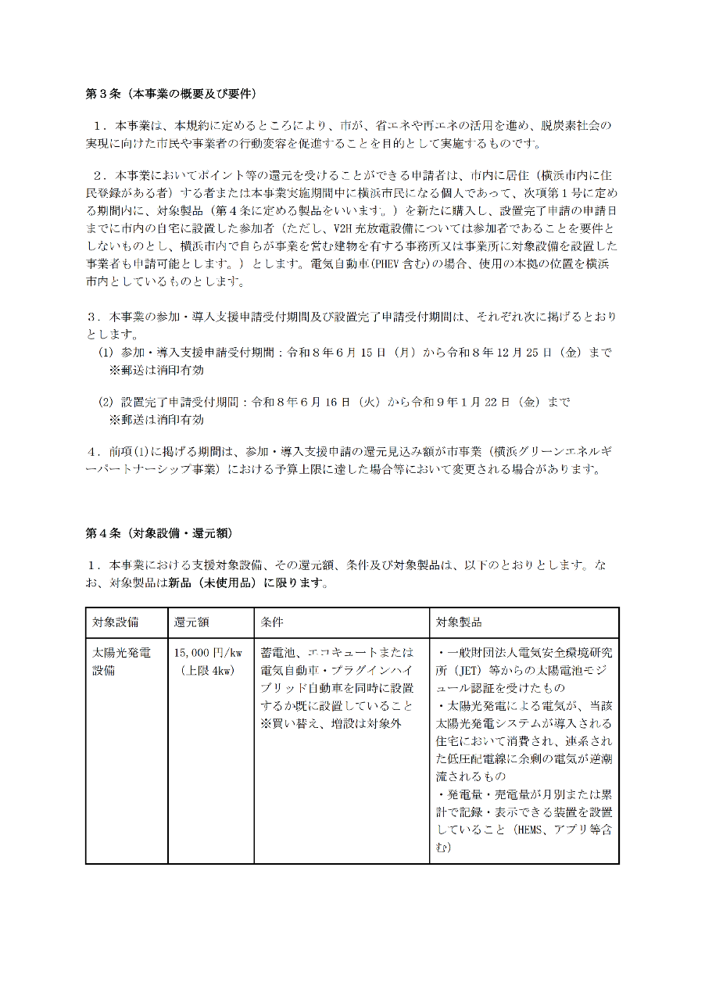 第３条（本事業の概要及び要件）
１．本事業は、本規約に定めるところにより、市が、省エネや再エネの活用を進め、脱炭素社会の
実現に向けた市民や事業者の行動変容を促進することを目的として実施するものです。
２．本事業においてポイント等の還元を受けることができる申請者は、市内に居住（横浜市内に住
民登録がある者）する者または本事業実施期間中に横浜市民になる個人であって、次項第１号に定め
る期間内に、対象製品（第４条に定める製品をいいます。）を新たに購入し、設置完了申請の申請日
までに市内の自宅に設置した参加者（ただし、V2H 充放電設備については参加者であることを要件と
しないものとし、横浜市内で自らが事業を営む建物を有する事務所又は事業所に対象設備を設置した
事業者も申請可能とします。）とします。電気自動車(PHEV 含む)の場合、使用の本拠の位置を横浜
市内としているものとします。
３．本事業の参加・導入支援申請受付期間及び設置完了申請受付期間は、それぞれ次に掲げるとおり
とします。
(1) 参加・導入支援申請受付期間：令和８年６月 15 日（月）から令和８年 12 月 25 日（金）まで
※郵送は消印有効
(2) 設置完了申請受付期間：令和８年６月 16 日（火）から令和９年１月 22 日（金）まで
※郵送は消印有効
４．前項(1)に掲げる期間は、参加・導入支援申請の還元見込み額が市事業（横浜グリーンエネルギ
ーパートナーシップ事業）における予算上限に達した場合等において変更される場合があります。
第４条（対象設備・還元額）
１．本事業における支援対象設備、その還元額、条件及び対象製品は、以下のとおりとします。な
お、対象製品は新品（未使用品）に限ります。
対象設備 還元額 条件 対象製品
太陽光発電
設備
15,000 円/kw
（上限 4kw）
蓄電池、エコキュートまたは
電気自動車・プラグインハイ
ブリッド自動車を同時に設置
するか既に設置していること
※買い替え、増設は対象外
・一般財団法人電気安全環境研究
所（JET）等からの太陽電池モジ
ュール認証を受けたもの
・太陽光発電による電気が、当該
太陽光発電システムが導入される
住宅において消費され、連系され
た低圧配電線に余剰の電気が逆潮
流されるもの
・発電量・売電量が月別または累
計で記録・表示できる装置を設置
していること（HEMS、アプリ等含
む）